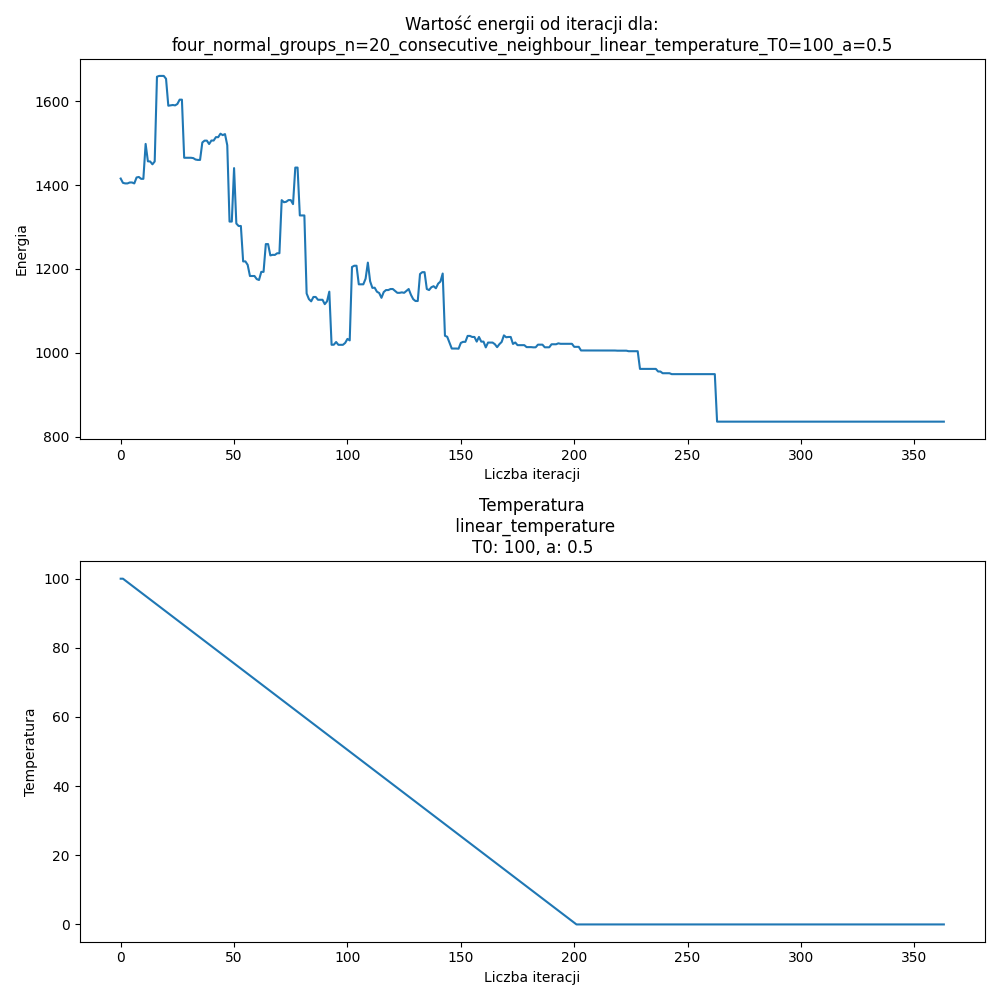 Wartość energii od iteracji dla:
four_normal_groups_n=20_consecutive_neighbour_linear_temperature_T0=100_a=0.5
1600
1400
1200
1000
800
Energia
0 50 100 150 200 250 300 350
Liczba iteracji
Temperatura
linear_temperature
T0: 100, a: 0.5
100
80
60
40
20
0
Temperatura
0 50 100 150 200 250 300 350
Liczba iteracji